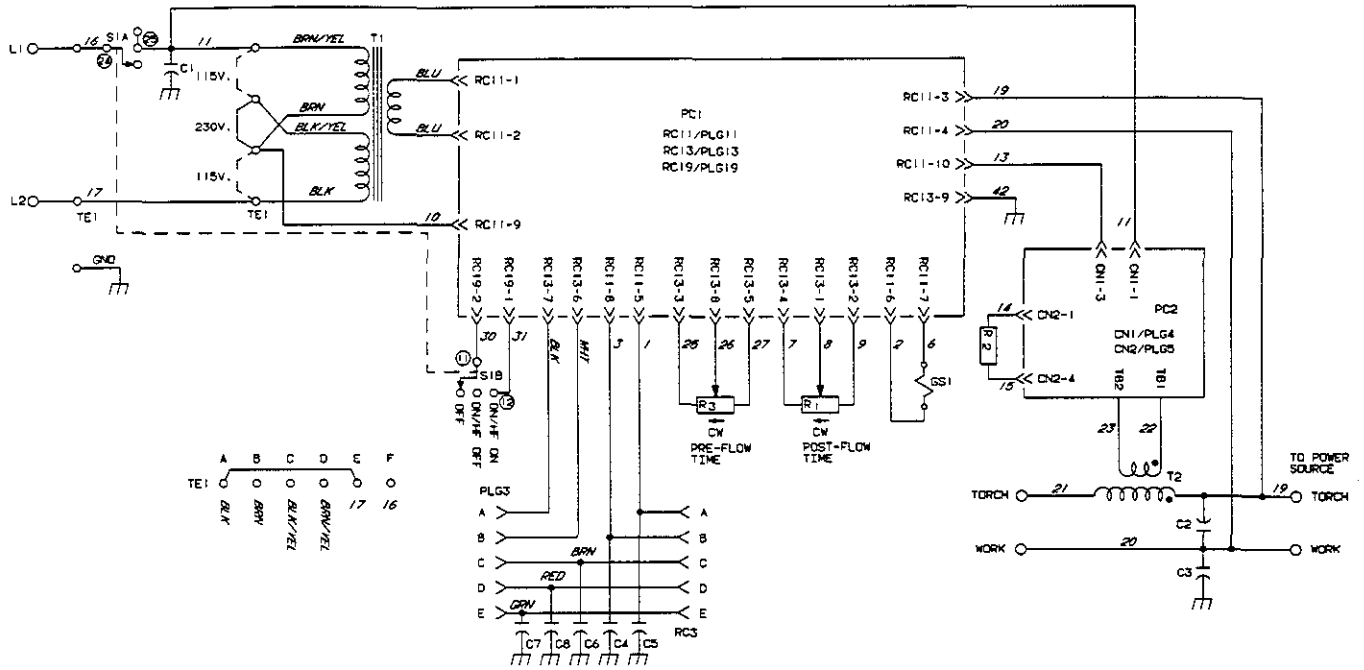 L1
16
S1A
25
24
11
BRN/YEL
T1
C1
115V.
BRN
230V.
BLK/YEL
115V.
BLK
L2
17
TE1
TE1
10
GND
BLU
BLU
RC11-1
RC11-2
RC11-9
PC1
RC11/PLG11
RC13/PLG13
RC19/PLG19
RC11-3
19
RC11-4
20
RC11-10
13
RC13-9
42
11
RC19-2
RC19-1
RC13-7
RC13-6
RC11-8
RC11-5
RC13-3
RC13-8
RC13-5
RC13-4
RC13-1
RC13-2
RC11-6
RC11-7
30
31
BLK
WHT
3
1
26
27
7
8
9
2
6
11
S1B
12
OFF
ON/HF OFF
ON/HF ON
R3
CW
PRE-FLOW
TIME
R1
CW
POST-FLOW
TIME
GS1
CN1-3
CN1-1
14
CN2-1
PC2
CN1/PLG4
CN2/PLG5
R2
15
CN2-4
TB2
TB1
23
22
T2
TO POWER
SOURCE
TORCH
21
19
TORCH
C2
WORK
20
WORK
C3
A B C D E F
TE1
BLK
BRN
BLK/YEL
BRN/YEL
17
16
PLG3
A
A
B
B
C
BRN
C
D
RED
D
E
GRN
E
RC3
C7
C8
C6
C4
C5